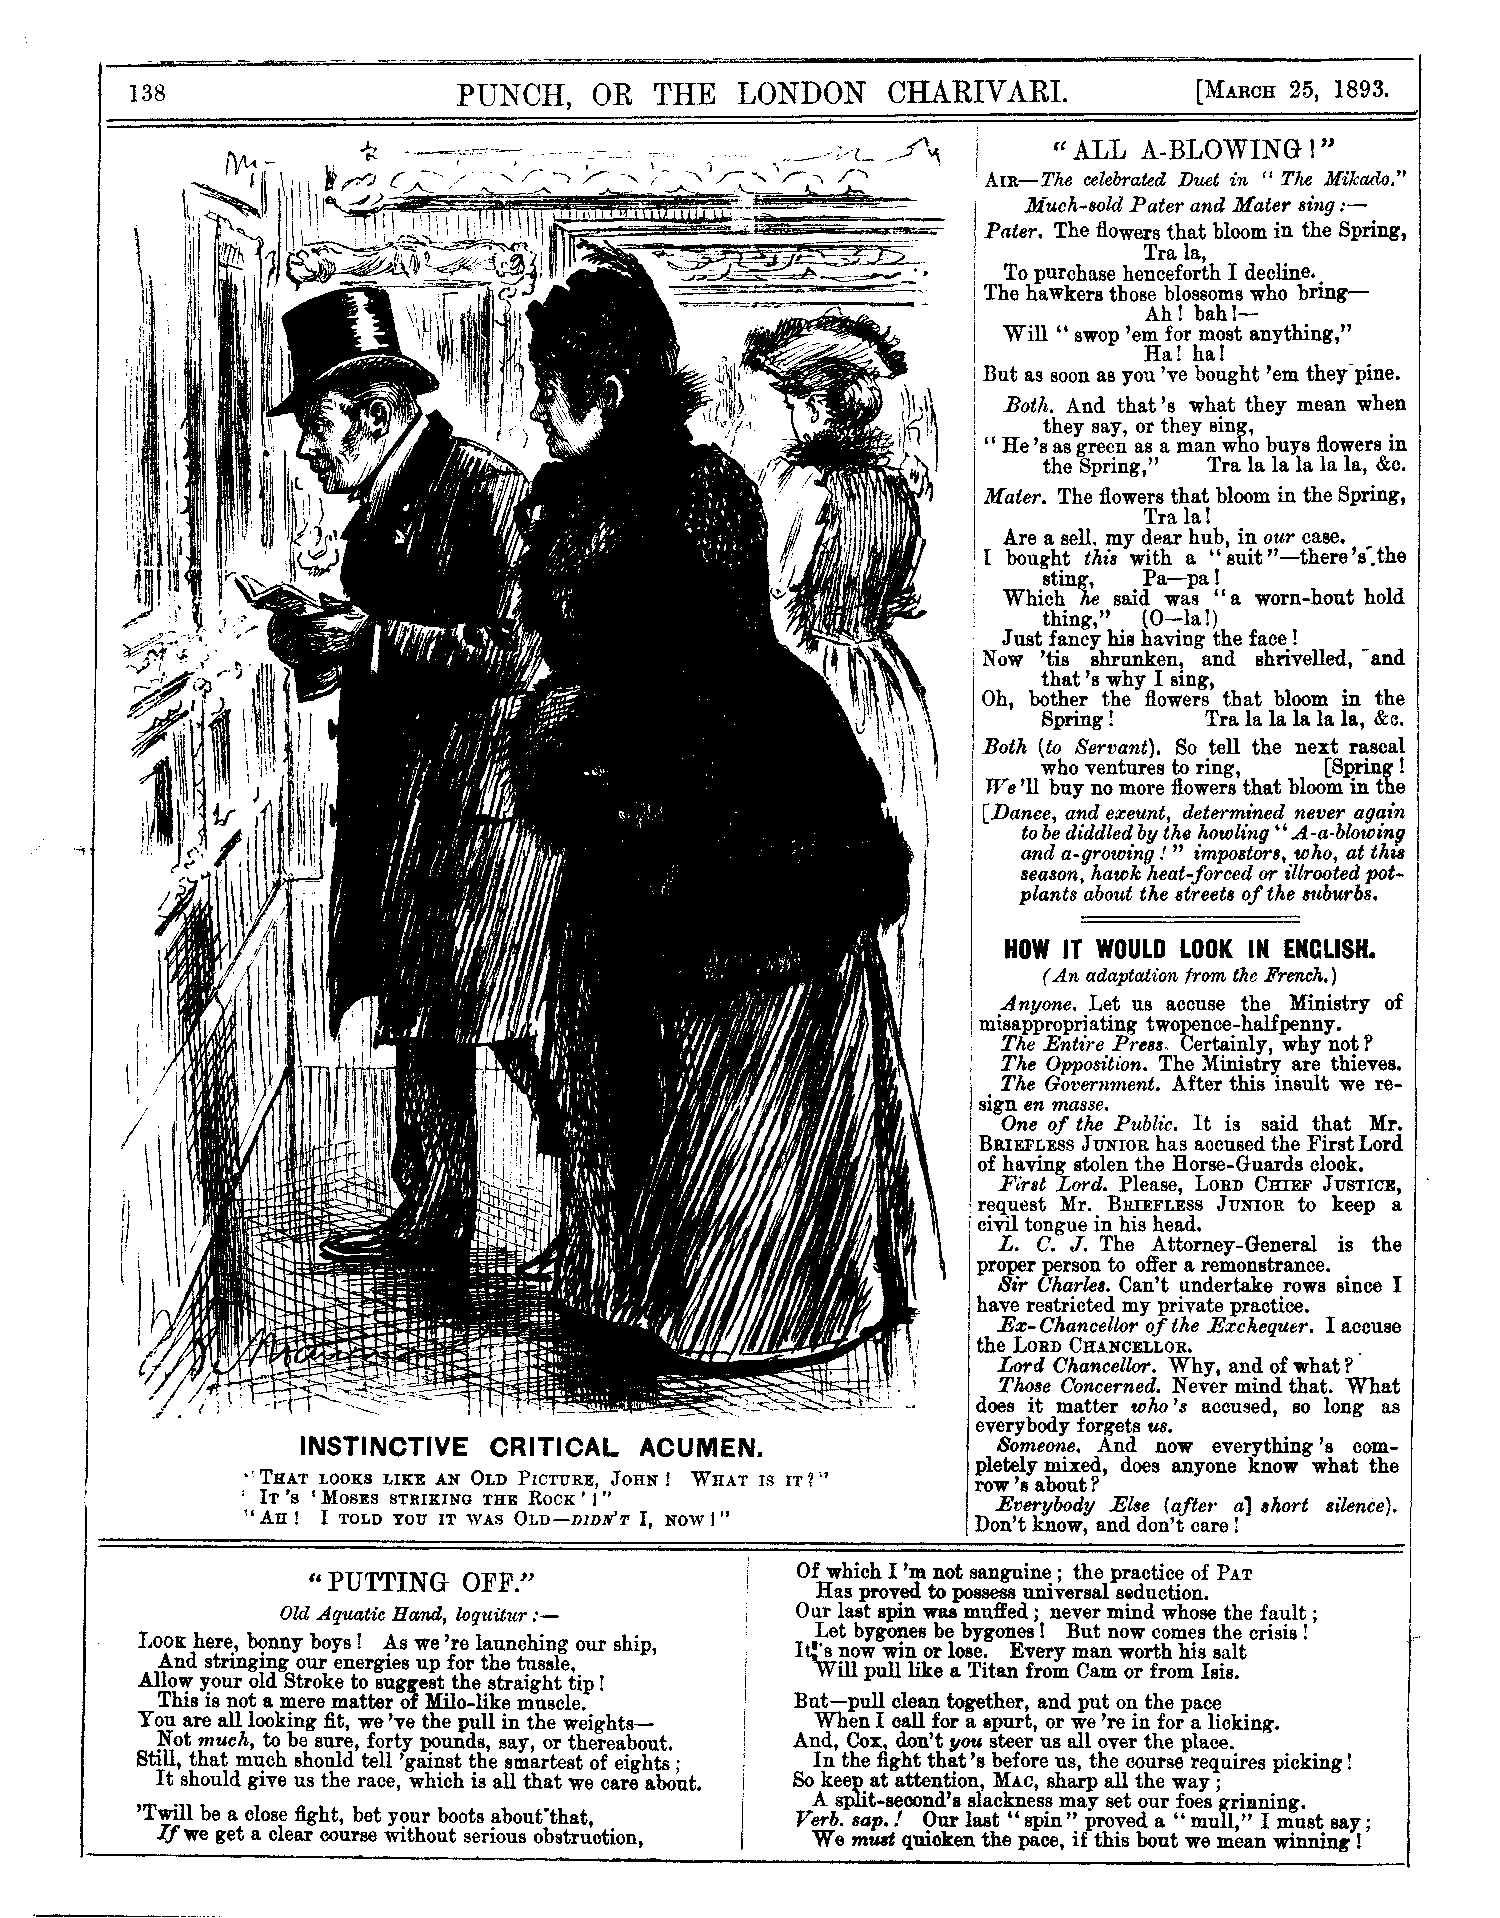 138 PUNCH, OR THE LONDON CHARIVARI. [MARCH 25, 1893.
INSTINCTIVE CRITICAL ACUMEN.
"THAT LOOKS LIKE AN OLD PICTURE, JOHN! WHAT IS IT?"
"IT'S 'MOSES STRIKING THE ROCK'!"
"AH! I TOLD YOU IT WAS OLD—DIDN'T I, NOW!"
"ALL A-BLOWING!"
AIR—The celebrated Duet in "The Mikado."
Much-sold Pater and Mater sing:—
Pater. The flowers that bloom in the Spring,
Tra la,
To purchase henceforth I decline.
The hawkers those blossoms who bring—
Ah! bah!—
Will "swop 'em for most anything,"
Ha! ha!
But as soon as you've bought 'em they pine.
Both. And that's what they mean when
they say, or they sing,
"He's as green as a man who buys flowers in
the Spring," Tra la la la la la, &c.
Mater. The flowers that bloom in the Spring,
Tra la!
Are a sell, my dear hub, in our case.
I bought this with a "suit"—there's the
sting, Pa—pa!
Which he said was "a worn-hout hold
thing," (O—la!)
Just fancy his having the face!
Now 'tis shrunken, and shrivelled, and
that's why I sing,
Oh, bother the flowers that bloom in the
Spring! Tra la la la la la, &c.
Both (to Servant). So tell the next rascal
who ventures to ring, [Spring!
We'll buy no more flowers that bloom in the
[Dance, and exeunt, determined never again
to be diddled by the howling "A-a-blowing
and a-growing!" impostors, who, at this
season, hawk heat-forced or illrooted pot-
plants about the streets of the suburbs.
HOW IT WOULD LOOK IN ENGLISH.
(An adaptation from the French.)
Anyone. Let us accuse the Ministry of
misappropriating twopence-halfpenny.
The Entire Press. Certainly, why not?
The Opposition. The Ministry are thieves.
The Government. After this insult we re-
sign en masse.
One of the Public. It is said that Mr.
BRIEFLESS JUNIOR has accused the First Lord
of having stolen the Horse-Guards clock.
First Lord. Please, LORD CHIEF JUSTICE,
request Mr. BRIEFLESS JUNIOR to keep a
civil tongue in his head.
L. C. J. The Attorney-General is the
proper person to offer a remonstrance.
Sir Charles. Can't undertake rows since I
have restricted my private practice.
Ex-Chancellor of the Exchequer. I accuse
the LORD CHANCELLOR.
Lord Chancellor. Why, and of what?
Those Concerned. Never mind that. What
does it matter who's accused, so long as
everybody forgets us.
Someone. And now everything's com-
pletely mixed, does anyone know what the
row's about?
Everybody Else (after a] short silence).
Don't know, and don't care!
"PUTTING OFF."
Old Aquatic Hand, loquitur:—
LOOK here, bonny boys! As we're launching our ship,
And stringing our energies up for the tussle,
Allow your old Stroke to suggest the straight tip!
This is not a mere matter of Milo-like muscle.
You are all looking fit, we've the pull in the weights—
Not much, to be sure, forty pounds, say, or thereabout.
Still, that much should tell 'gainst the smartest of eights;
It should give us the race, which is all that we care about.
'Twill be a close fight, bet your boots about that,
If we get a clear course without serious obstruction,
Of which I'm not sanguine; the practice of PAT
Has proved to possess universal seduction.
Our last spin was muffed; never mind whose the fault;
Let bygones be bygones! But now comes the crisis!
It's now win or lose. Every man worth his salt
Will pull like a Titan from Cam or from Isis.
But—pull clean together, and put on the pace
When I call for a spurt, or we're in for a licking.
And, Cox, don't you steer us all over the place.
In the fight that's before us, the course requires picking!
So keep at attention, MAC, sharp all the way;
A split-second's slackness may set our foes grinning.
Verb. sap.! Our last "spin" proved a "mull," I must say;
We must quicken the pace, if this bout we mean winning!